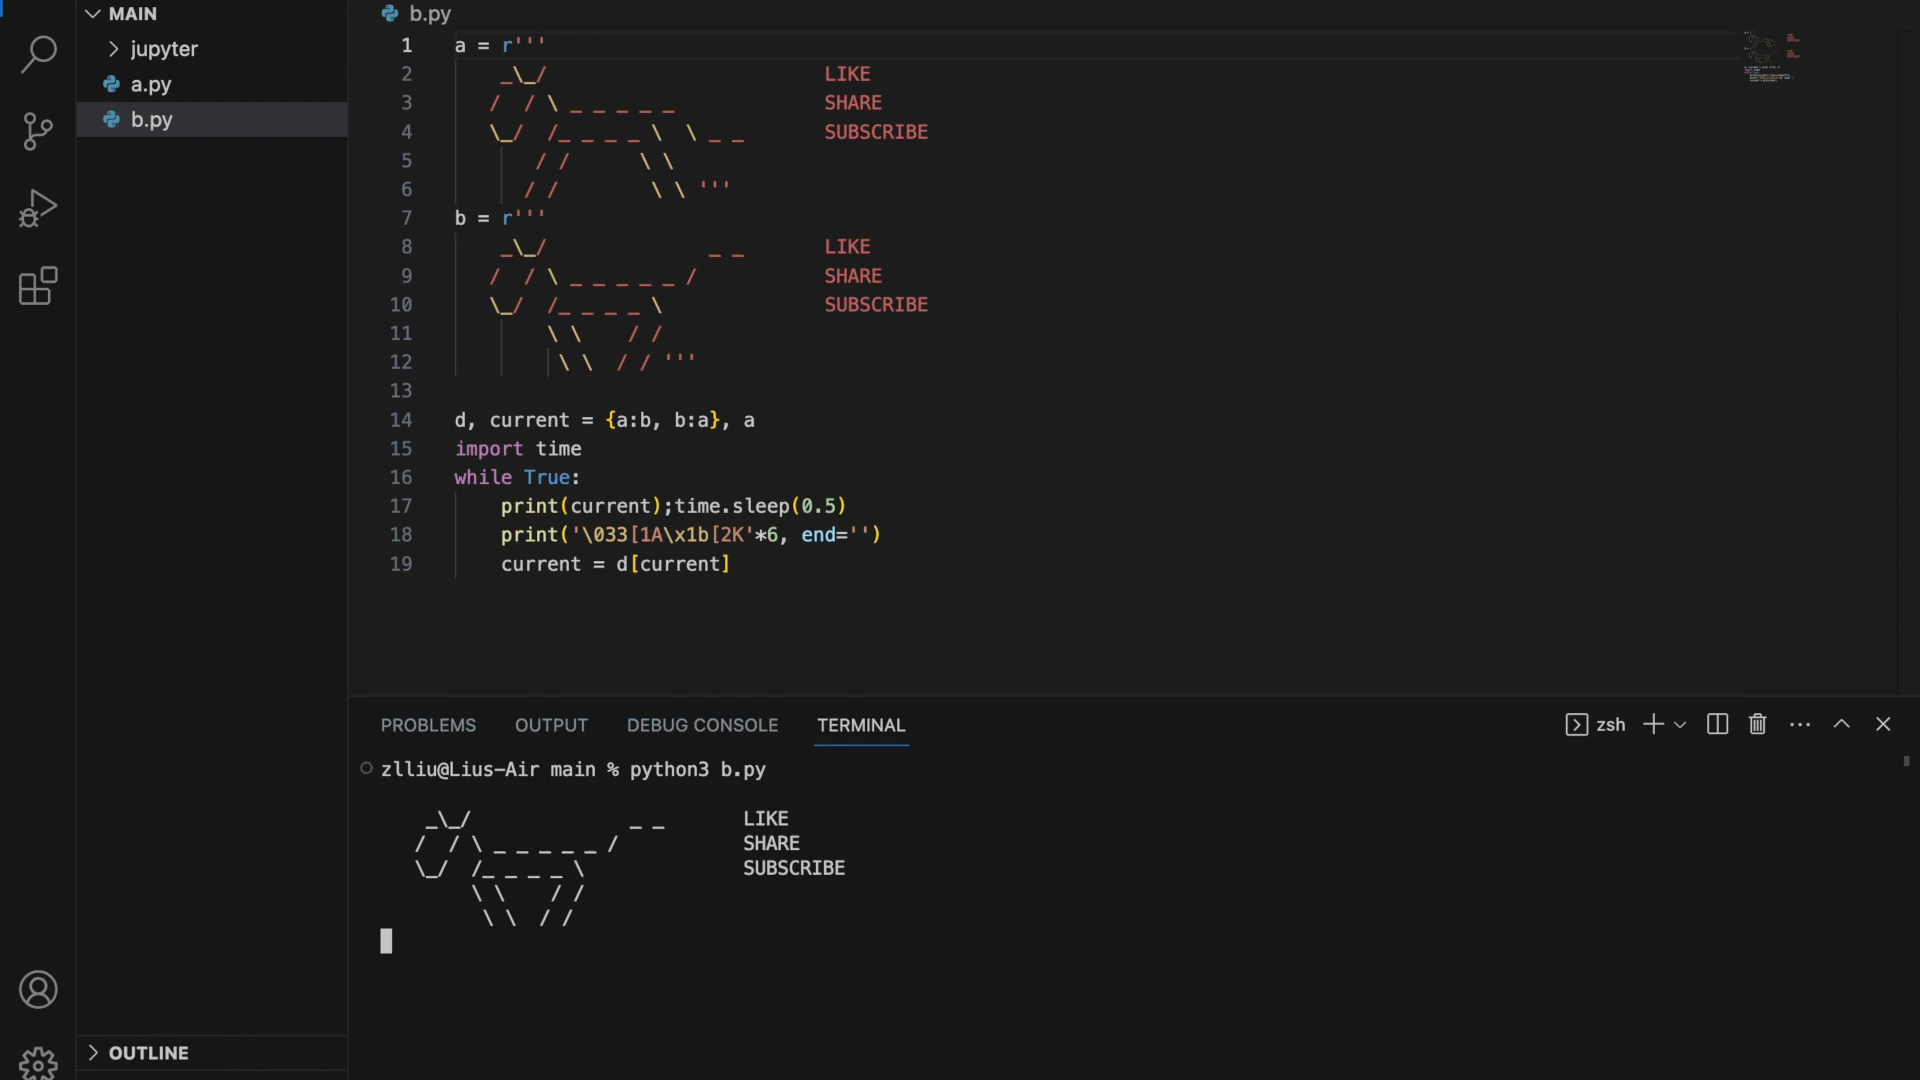 MAIN
jupyter
a.py
b.py
OUTLINE
b.py
1 a = r'''
2     _\_/                        LIKE
3    /  / \ _ _ _ _ _             SHARE
4    \_/  /_ _ _ _ \  \ _ _       SUBSCRIBE
5        / /      \ \
6       / /        \ \ '''
7 b = r'''
8     _\_/              _ _       LIKE
9    /  / \ _ _ _ _ _ /           SHARE
10    \_/  /_ _ _ _ \              SUBSCRIBE
11         \ \    / /
12          \ \  / / '''
13
14 d, current = {a:b, b:a}, a
15 import time
16 while True:
17     print(current);time.sleep(0.5)
18     print('\033[1A\x1b[2K'*6, end='')
19     current = d[current]
PROBLEMS OUTPUT DEBUG CONSOLE TERMINAL zsh
zlliu@Lius-Air main % python3 b.py
    _\_/              _ _       LIKE
   /  / \ _ _ _ _ _ /           SHARE
   \_/  /_ _ _ _ \              SUBSCRIBE
        \ \    / /
         \ \  / /